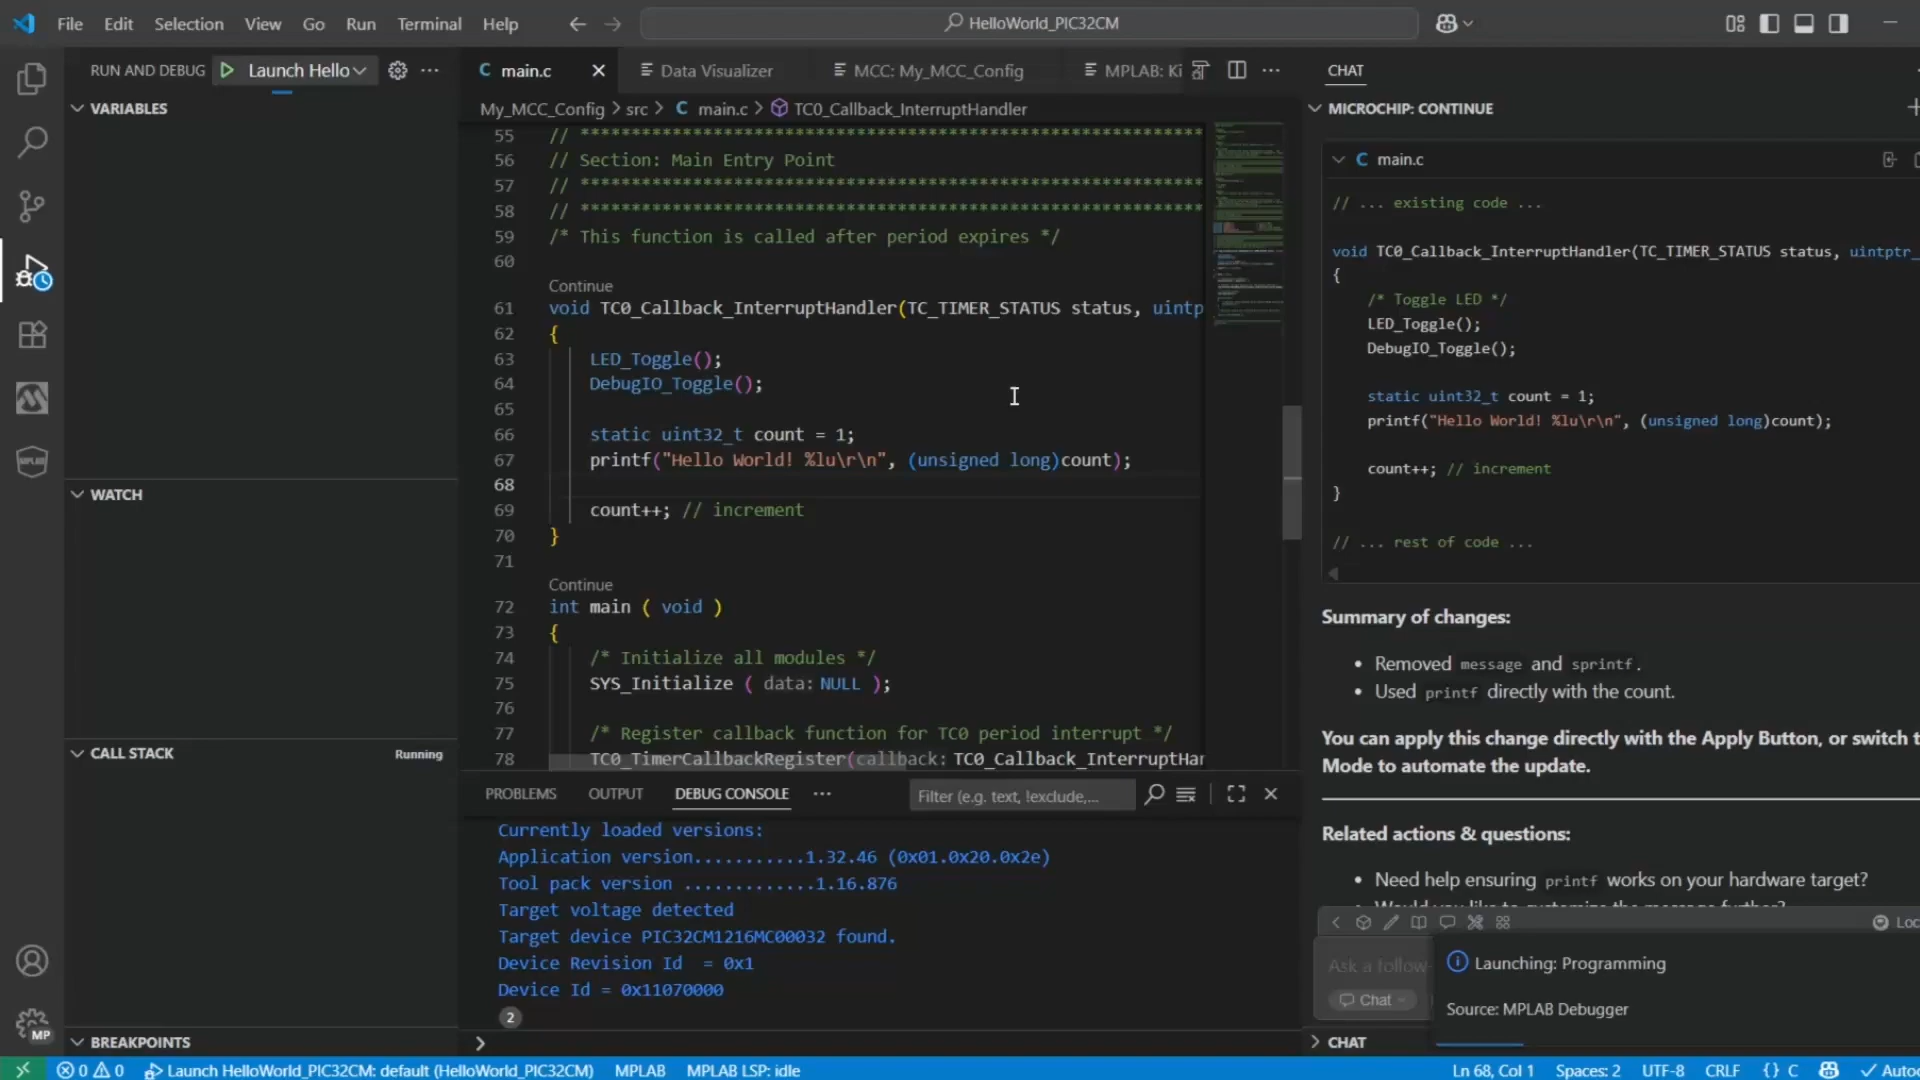 File Edit Selection View Go Run Terminal Help
HelloWorld_PIC32CM
RUN AND DEBUG
Launch Hello
VARIABLES
WATCH
CALL STACK
Running
BREAKPOINTS
MP
main.c
Data Visualizer
MCC: My_MCC_Config
MPLAB: Ki
My_MCC_Config > src > C main.c > TC0_Callback_InterruptHandler
55 // *************************************************************
56 // Section: Main Entry Point
57 // *************************************************************
58 // *************************************************************
59 /* This function is called after period expires */
60
Continue
61 void TC0_Callback_InterruptHandler(TC_TIMER_STATUS status, uintp
62 {
63 LED_Toggle();
64 DebugIO_Toggle();
65
66 static uint32_t count = 1;
67 printf("Hello World! %lu\r\n", (unsigned long)count);
68
69 count++; // increment
70 }
71
Continue
72 int main ( void )
73 {
74 /* Initialize all modules */
75 SYS_Initialize ( data: NULL );
76
77 /* Register callback function for TC0 period interrupt */
78 TC0_TimerCallbackRegister(callback: TC0_Callback_InterruptHar
PROBLEMS OUTPUT DEBUG CONSOLE
Filter (e.g. text, !exclude,...
Currently loaded versions:
Application version...........1.32.46 (0x01.0x20.0x2e)
Tool pack version .............1.16.876
Target voltage detected
Target device PIC32CM1216MC00032 found.
Device Revision Id = 0x1
Device Id = 0x11070000
2
CHAT
MICROCHIP: CONTINUE
C main.c
// ... existing code ...
void TC0_Callback_InterruptHandler(TC_TIMER_STATUS status, uintptr_
{
/* Toggle LED */
LED_Toggle();
DebugIO_Toggle();
static uint32_t count = 1;
printf("Hello World! %lu\r\n", (unsigned long)count);
count++; // increment
}
// ... rest of code ...
Summary of changes:
• Removed message and sprintf.
• Used printf directly with the count.
You can apply this change directly with the Apply Button, or switch t
Mode to automate the update.
Related actions & questions:
• Need help ensuring printf works on your hardware target?
Loc
Ask a follow-
Chat
Launching: Programming
Source: MPLAB Debugger
CHAT
0 0 Launch HelloWorld_PIC32CM: default (HelloWorld_PIC32CM) MPLAB MPLAB LSP: idle Ln 68, Col 1 Spaces: 2 UTF-8 CRLF {} C Autoc